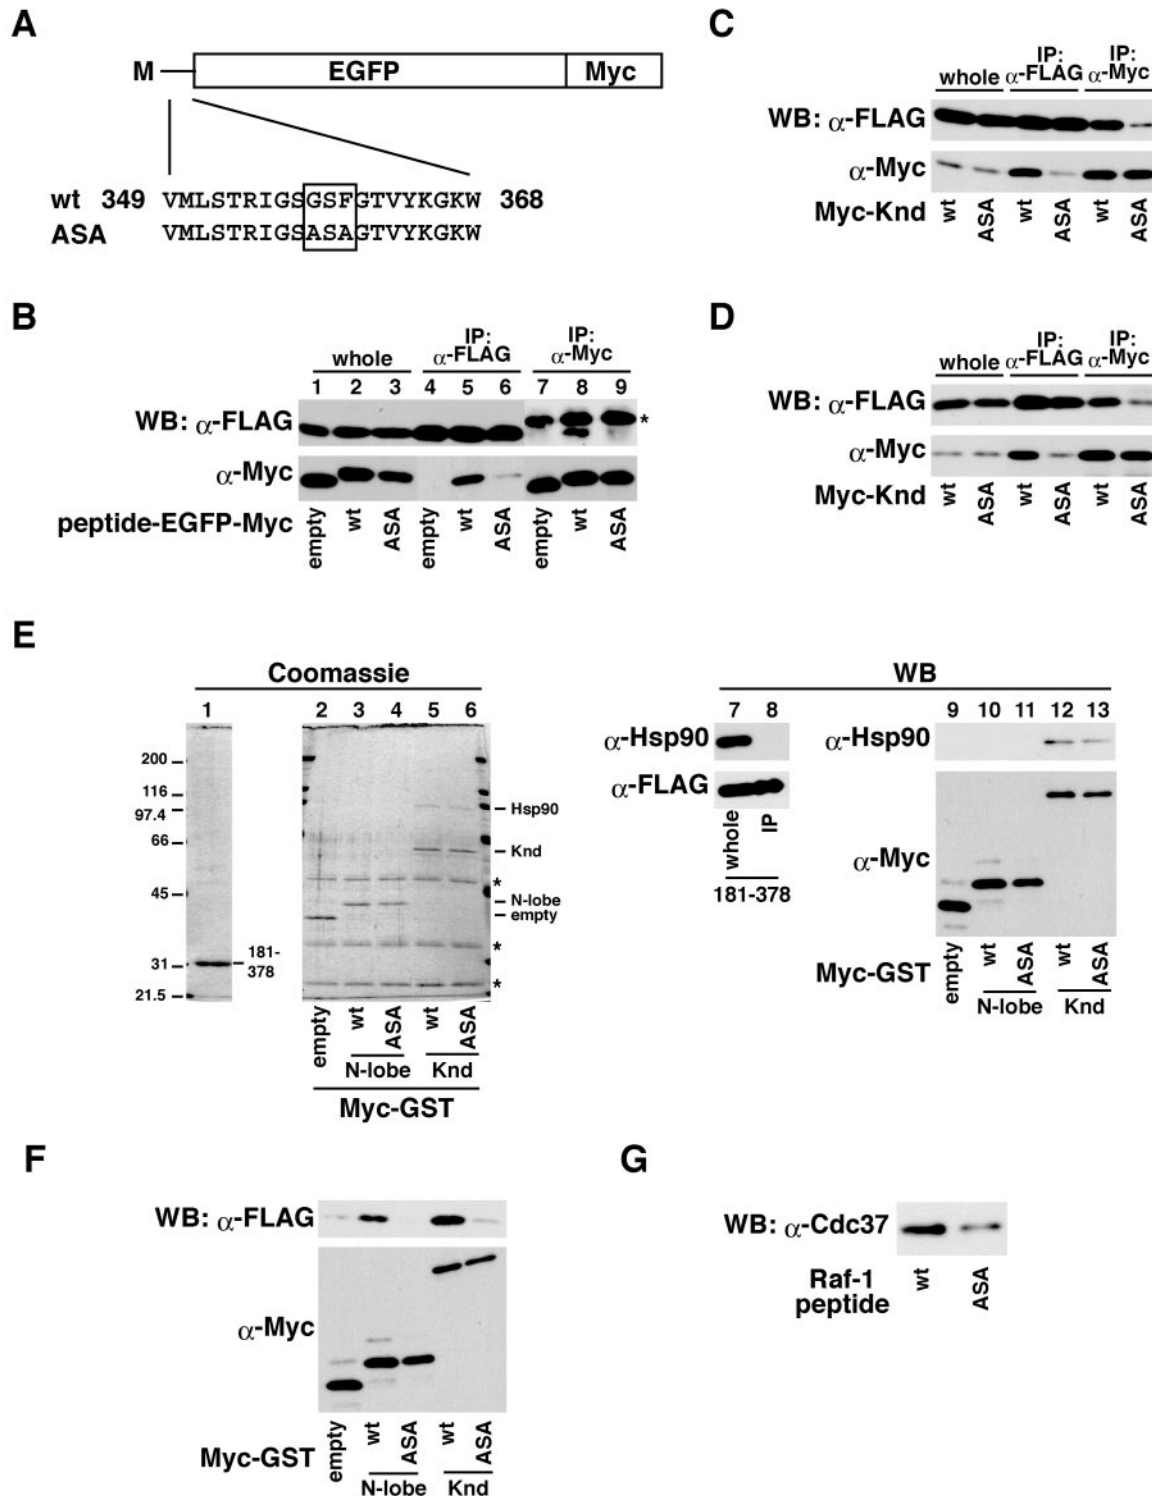 A
M
EGFP
Myc
wt 349 VMLSTRIGSGSFGTVYKGKW 368
ASA VMLSTRIGSASAGTVYKGKW
B
whole
IP: α-FLAG
IP: α-Myc
1 2 3 4 5 6 7 8 9
WB: α-FLAG
*
α-Myc
peptide-EGFP-Myc
empty wt ASA empty wt ASA empty wt ASA
C
whole
IP: α-FLAG
IP: α-Myc
WB: α-FLAG
α-Myc
Myc-Knd
wt ASA wt ASA wt ASA
D
whole
IP: α-FLAG
IP: α-Myc
WB: α-FLAG
α-Myc
Myc-Knd
wt ASA wt ASA wt ASA
E
Coomassie
1 2 3 4 5 6
200
116
97.4
66
45
31
21.5
181-
378
Hsp90
Knd
*
N-lobe
empty
*
*
empty wt ASA wt ASA
N-lobe Knd
Myc-GST
WB
7 8 9 10 11 12 13
α-Hsp90
α-FLAG
whole IP
181-378
α-Hsp90
α-Myc
Myc-GST
empty wt ASA wt ASA
N-lobe Knd
F
WB: α-FLAG
α-Myc
Myc-GST
empty wt ASA wt ASA
N-lobe Knd
G
WB: α-Cdc37
Raf-1
peptide
wt ASA